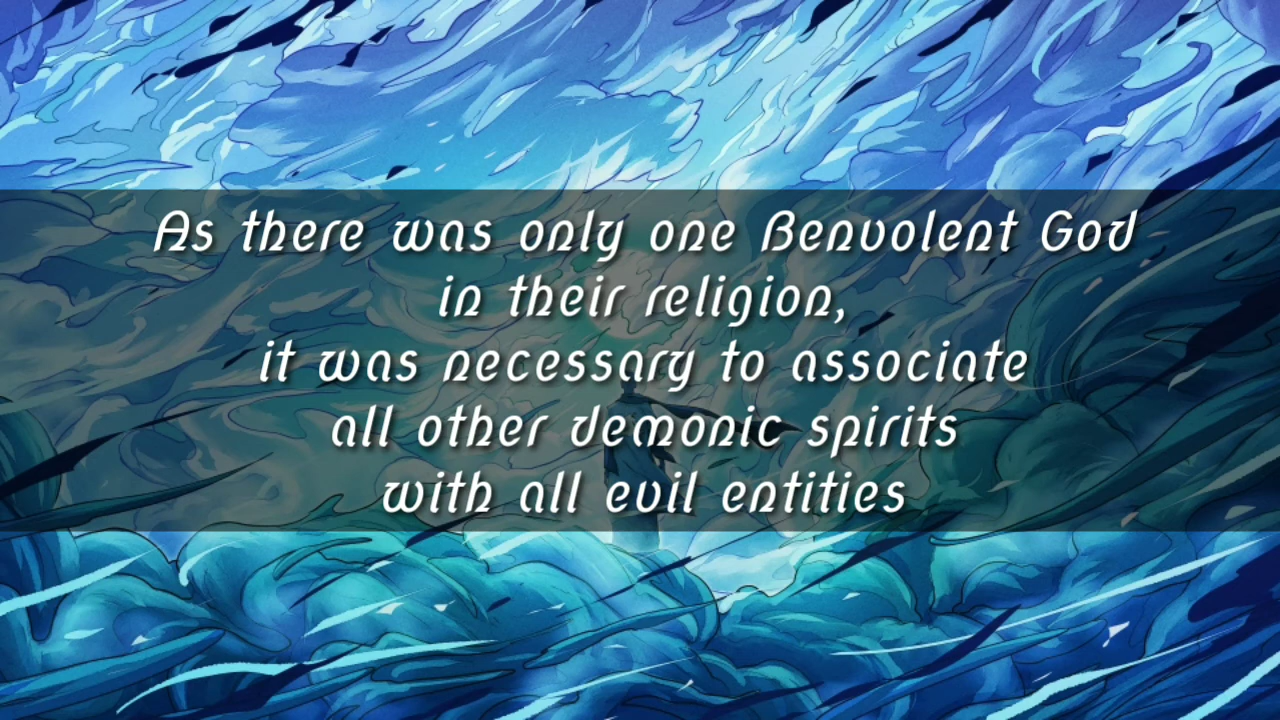 As there was only one Benvolent God
in their religion,
it was necessary to associate
all other demonic spirits
with all evil entities